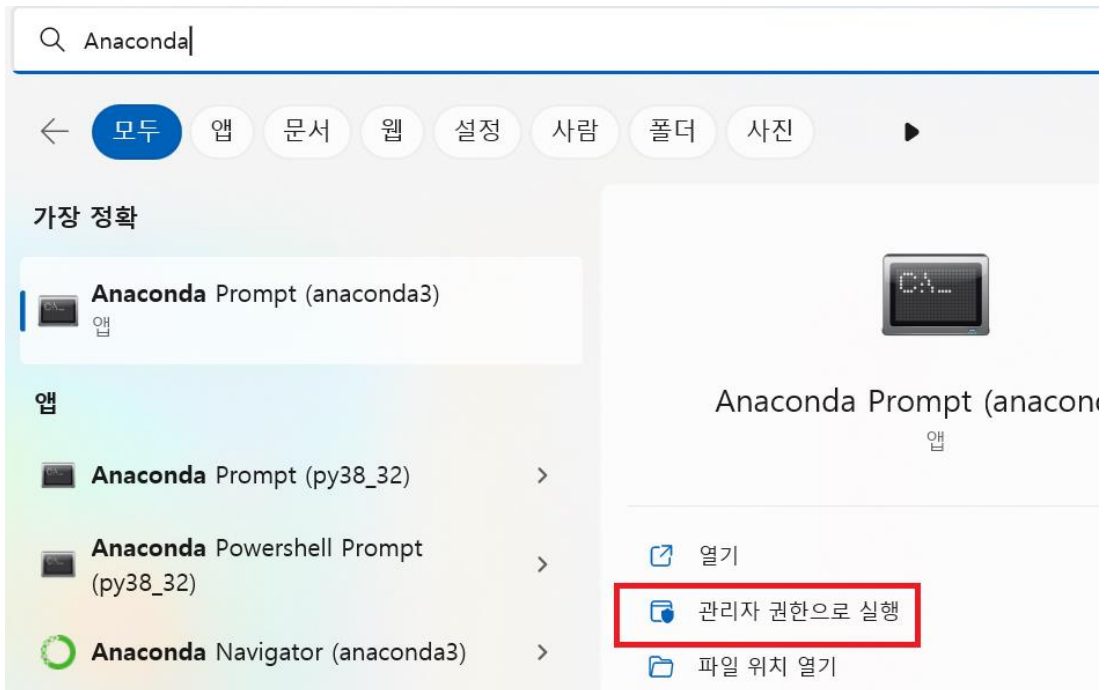 Anaconda
모두 앱 문서 웹 설정 사람 폴더 사진
가장 정확
Anaconda Prompt (anaconda3)
앱
앱
Anaconda Prompt (py38_32)
Anaconda Powershell Prompt
(py38_32)
Anaconda Navigator (anaconda3)
Anaconda Prompt
앱
열기
관리자 권한으로 실행
파일 위치 열기